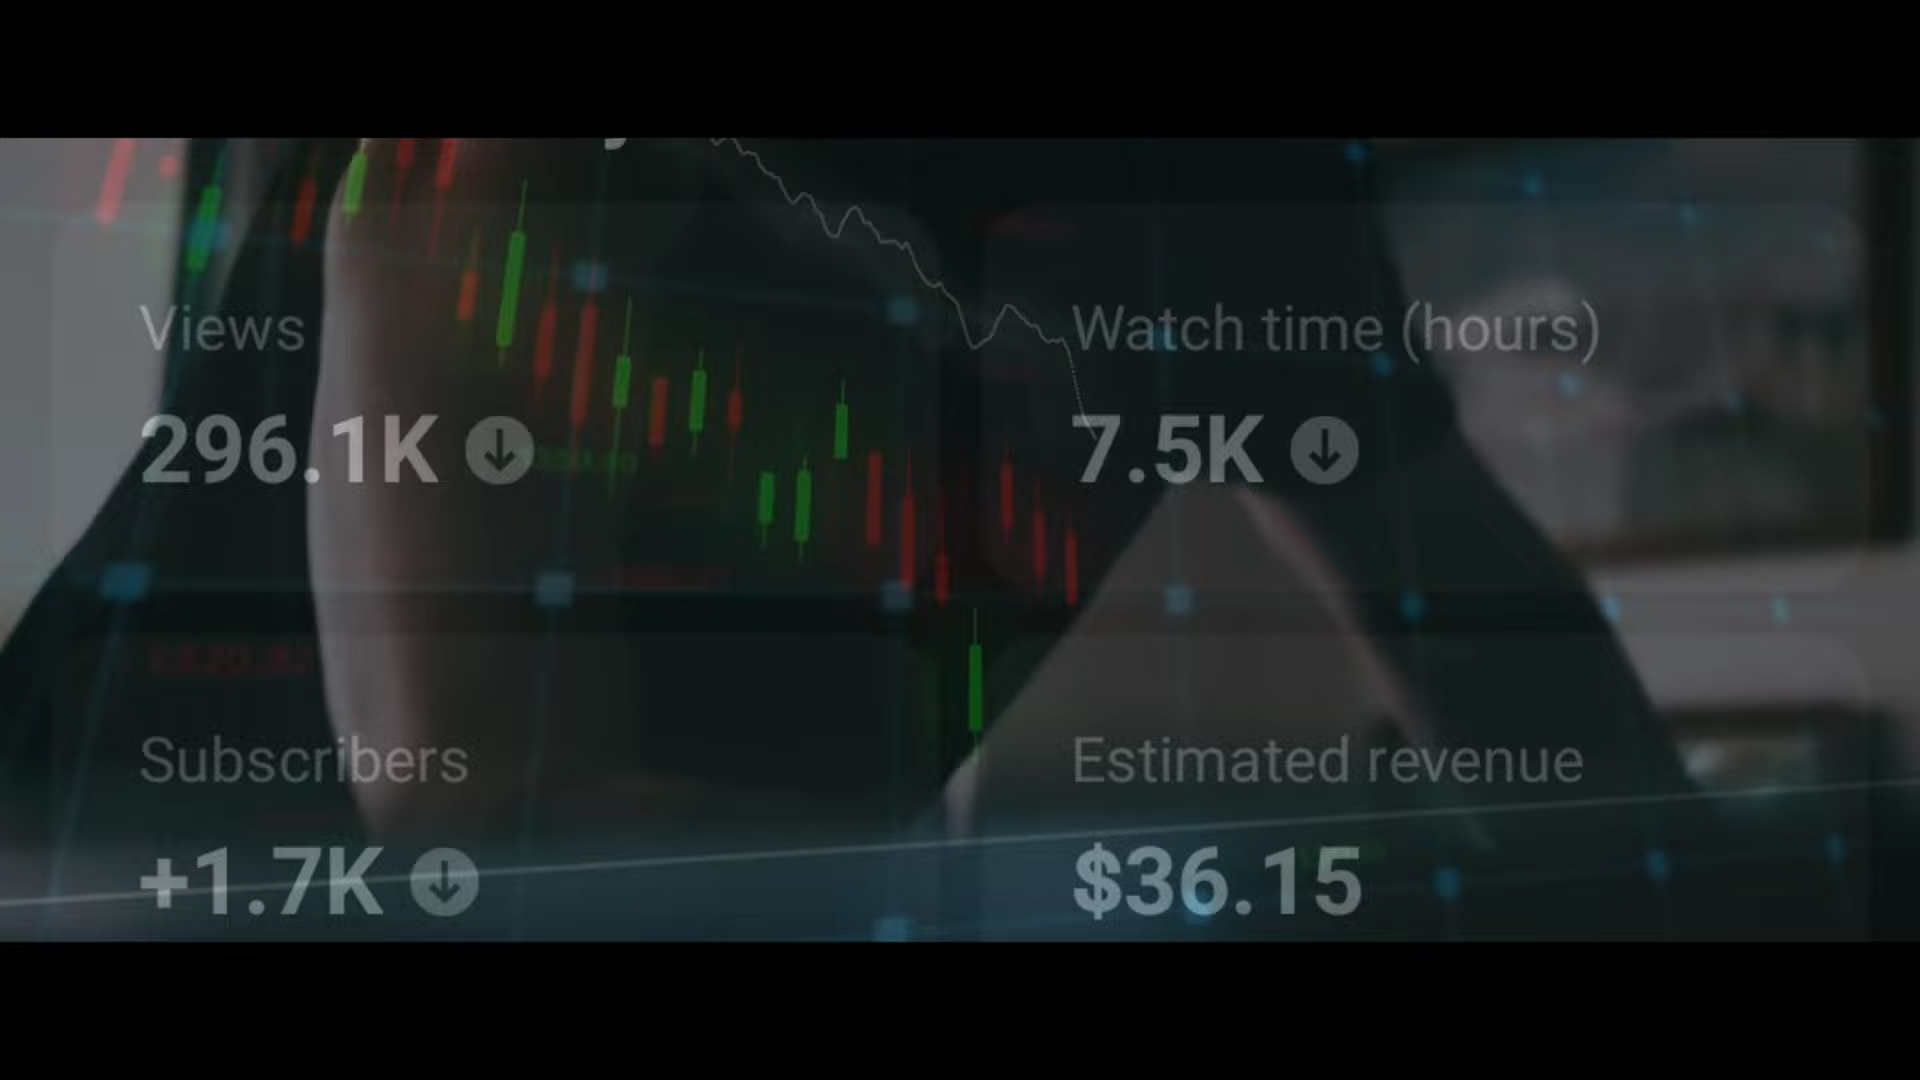 Views
Watch time (hours)
296.1K
7.5K
Subscribers
Estimated revenue
+1.7K
$36.15